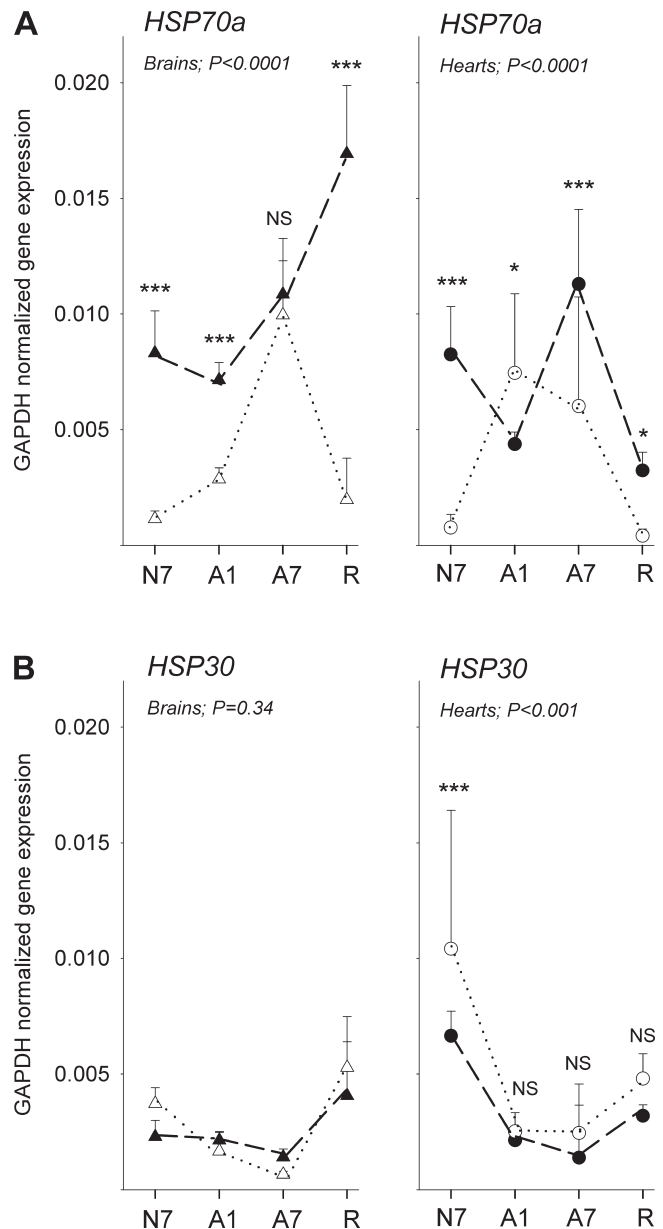 A
HSP70a
HSP70a
Brains; P<0.0001
***
Hearts; P<0.0001
0.020
0.015
0.010
0.005
GAPDH normalized gene expression
***
***
NS
***
*
***
*
N7 A1 A7 R
N7 A1 A7 R
B
HSP30
HSP30
Brains; P=0.34
Hearts; P<0.001
0.020
0.015
0.010
0.005
GAPDH normalized gene expression
***
NS
NS
NS
N7 A1 A7 R
N7 A1 A7 R